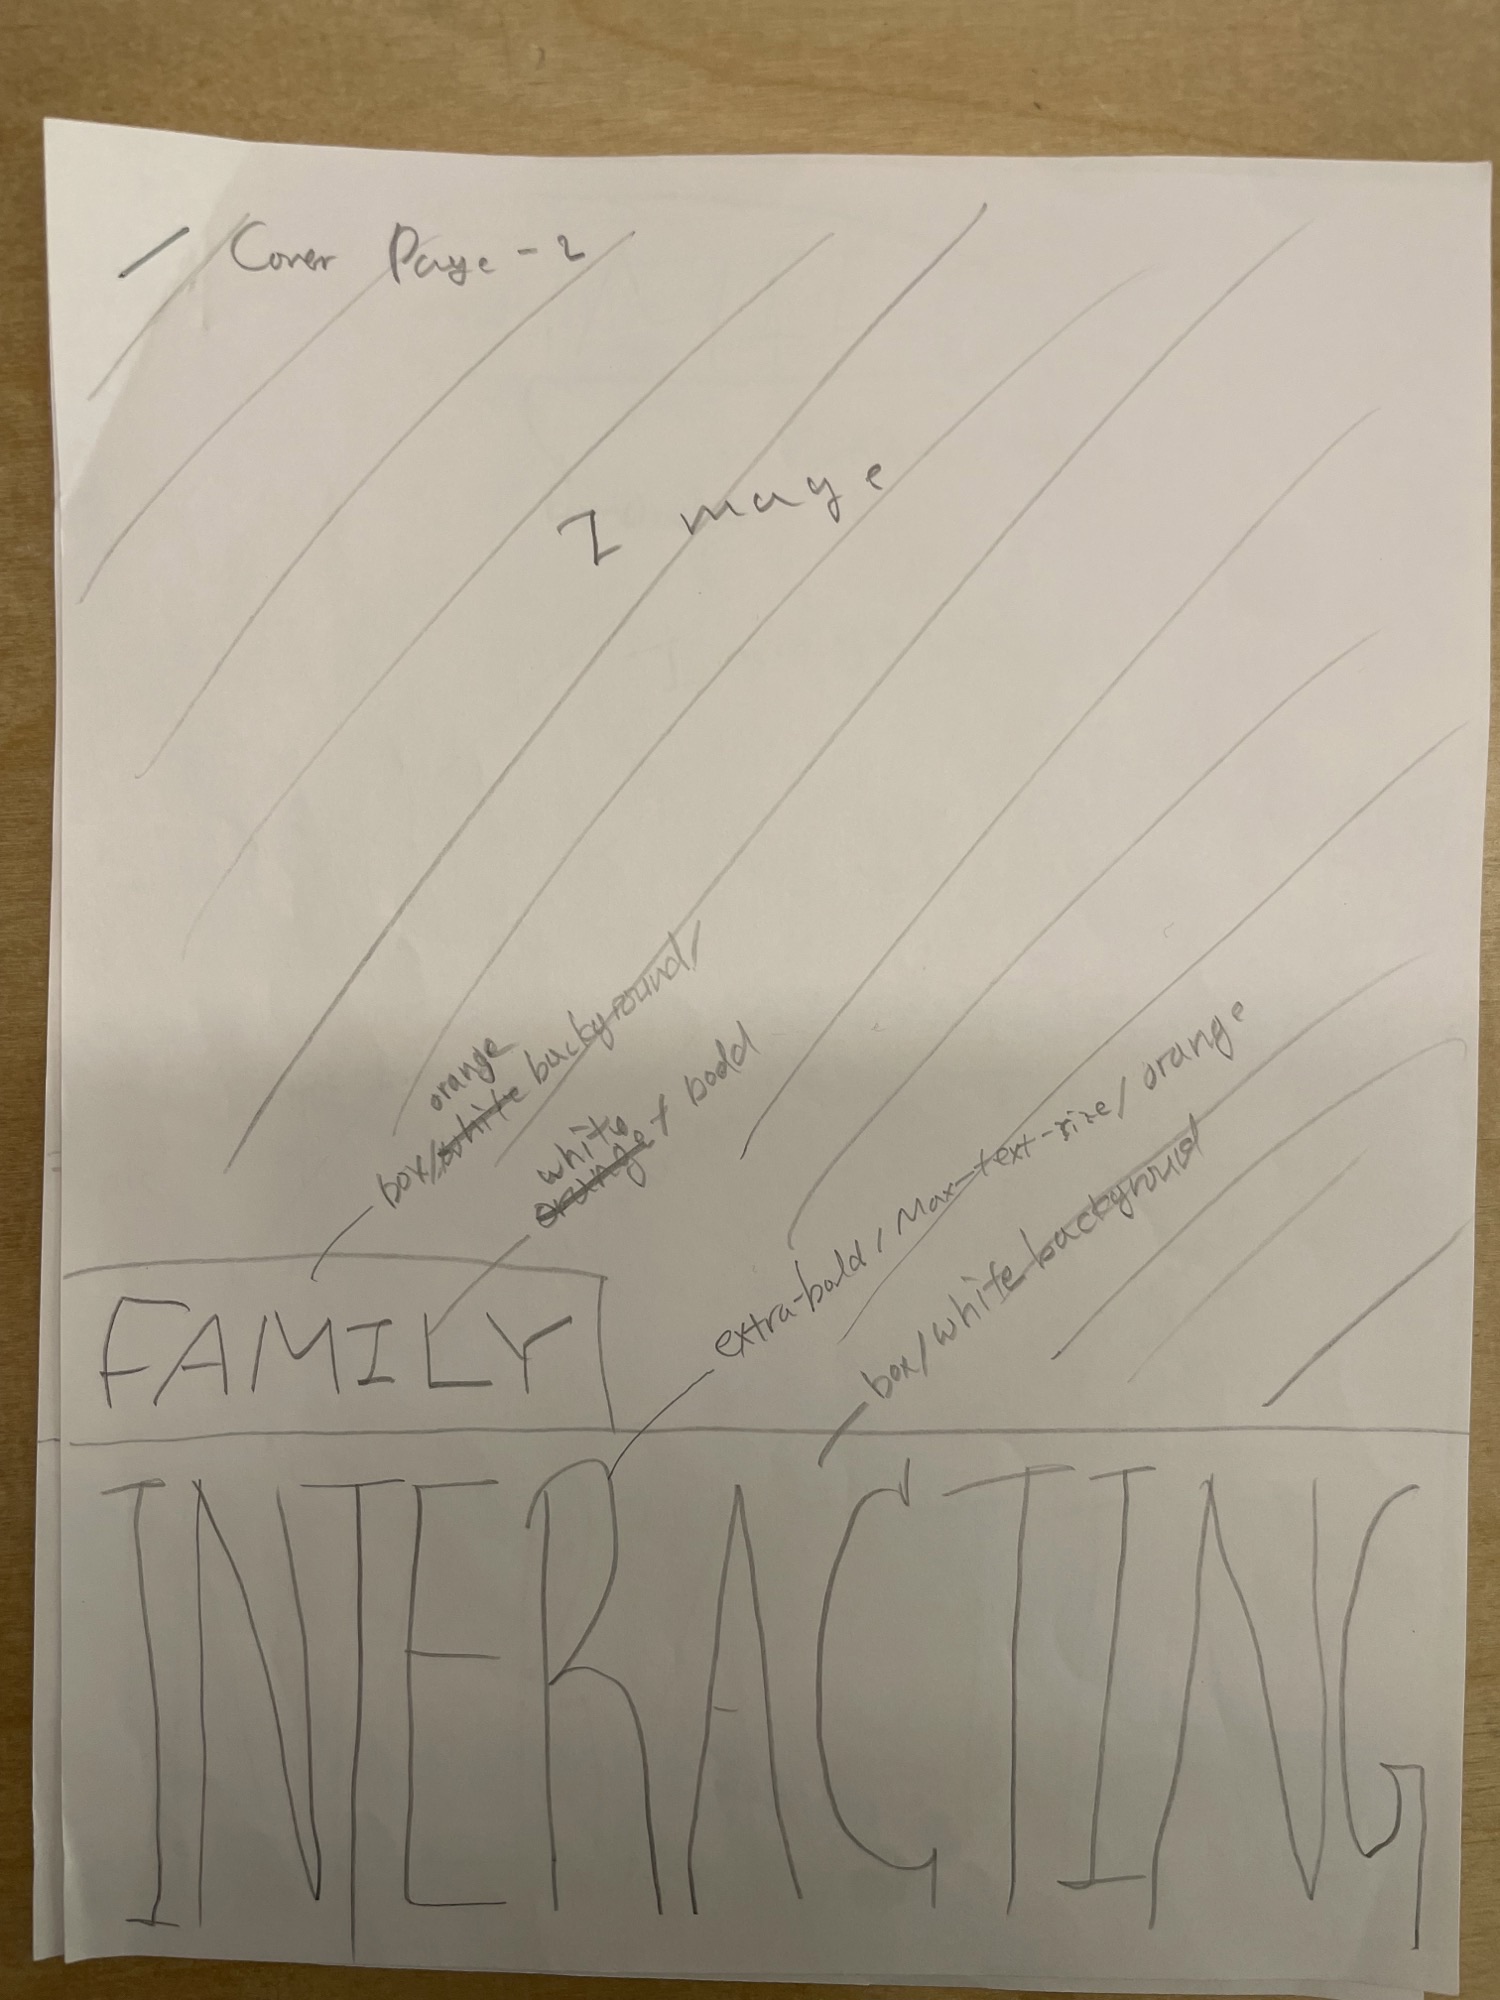 Cover Page - 2
Image
orange
box/white background/
white
orange + bodd
extra-bold / Max-text-size / orange
box/white background
FAMILY
INTERACTING